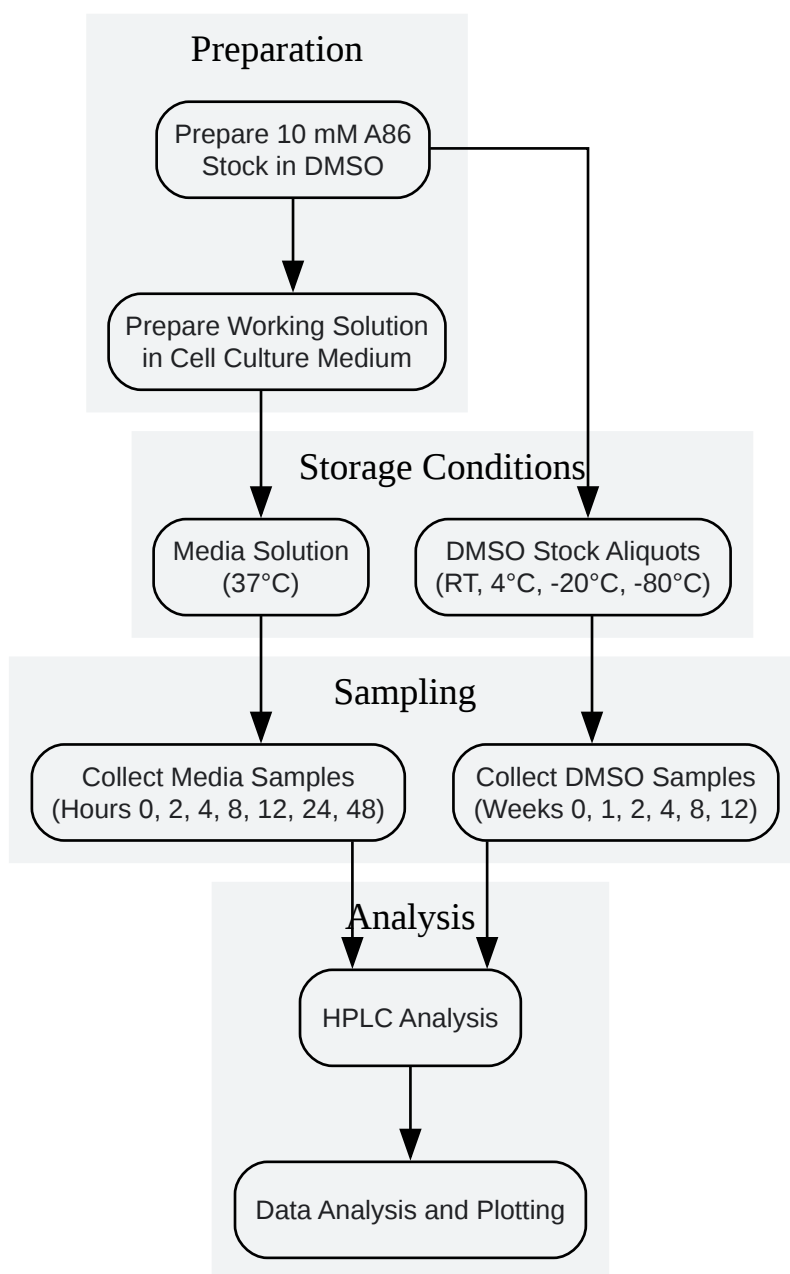 Preparation
Prepare 10 mM A86
Stock in DMSO
Prepare Working Solution
in Cell Culture Medium
Storage Conditions
Media Solution
(37°C)
DMSO Stock Aliquots
(RT, 4°C, -20°C, -80°C)
Sampling
Collect Media Samples
(Hours 0, 2, 4, 8, 12, 24, 48)
Collect DMSO Samples
(Weeks 0, 1, 2, 4, 8, 12)
Analysis
HPLC Analysis
Data Analysis and Plotting